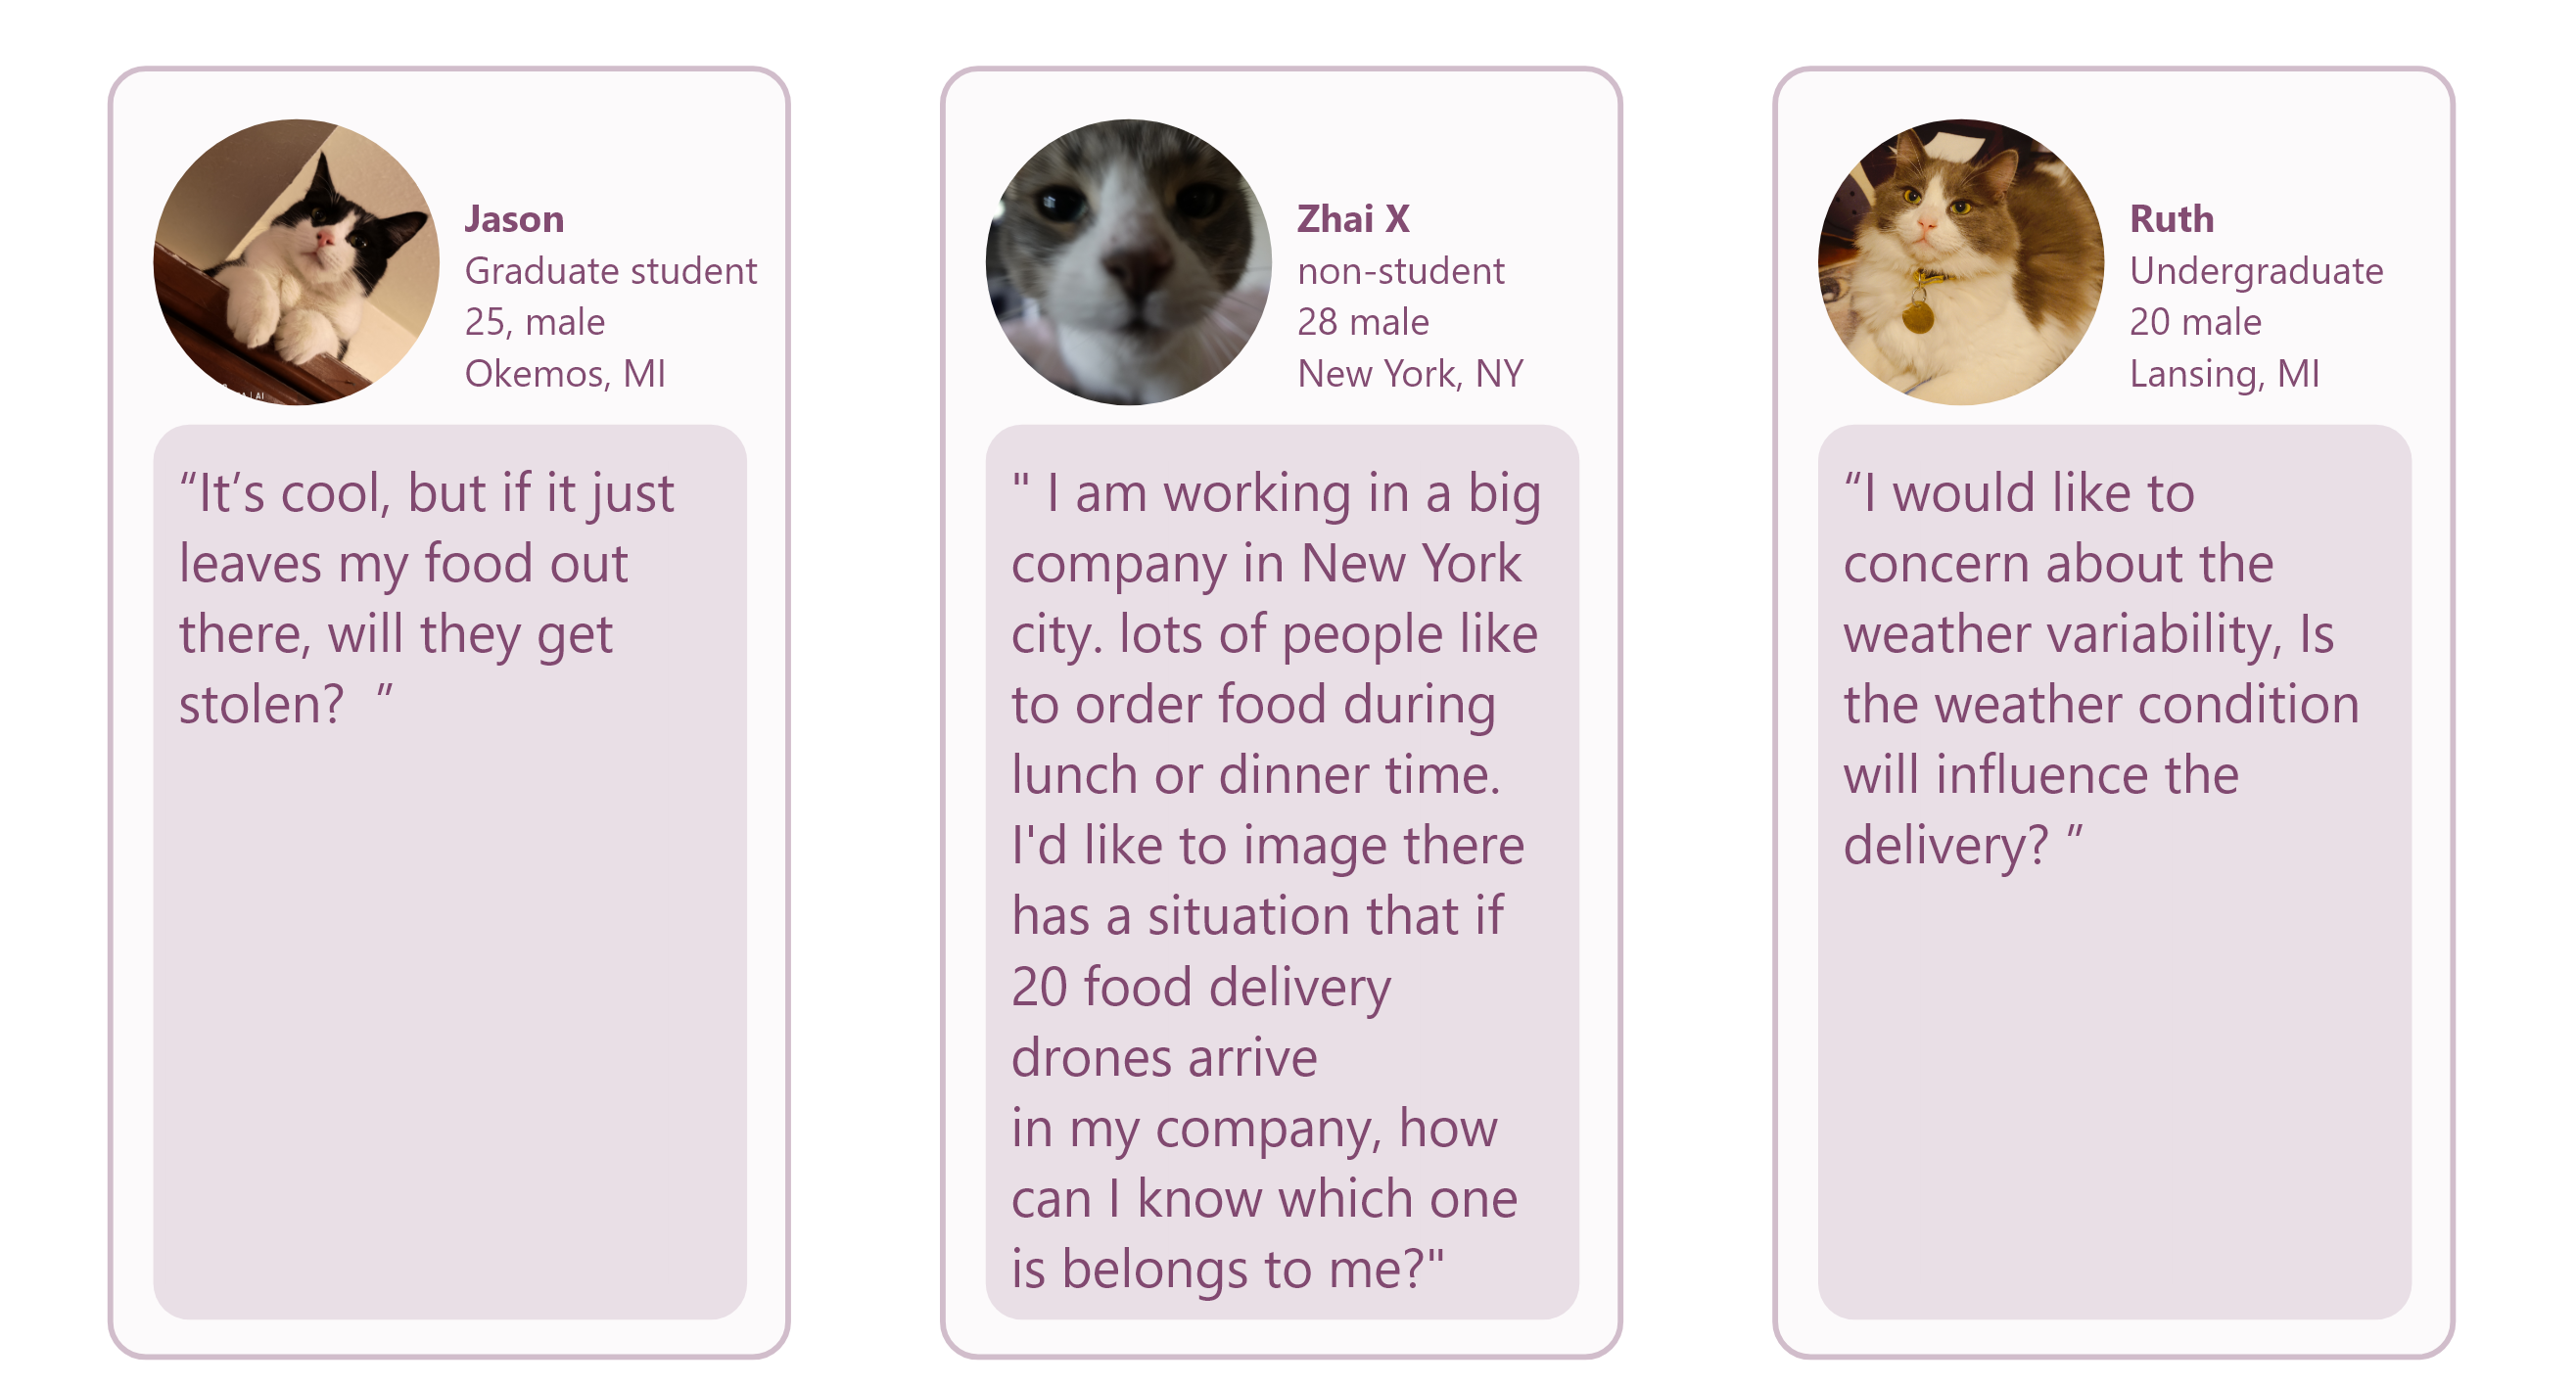 Jason
Graduate student
25, male
Okemos, MI
“It’s cool, but if it just
leaves my food out
there, will they get
stolen?  ”
Zhai X
non-student
28 male
New York, NY
" I am working in a big
company in New York
city. lots of people like
to order food during
lunch or dinner time.
I'd like to image there
has a situation that if
20 food delivery
drones arrive
in my company, how
can I know which one
is belongs to me?"
Ruth
Undergraduate
20 male
Lansing, MI
“I would like to
concern about the
weather variability, Is
the weather condition
will influence the
delivery? ”